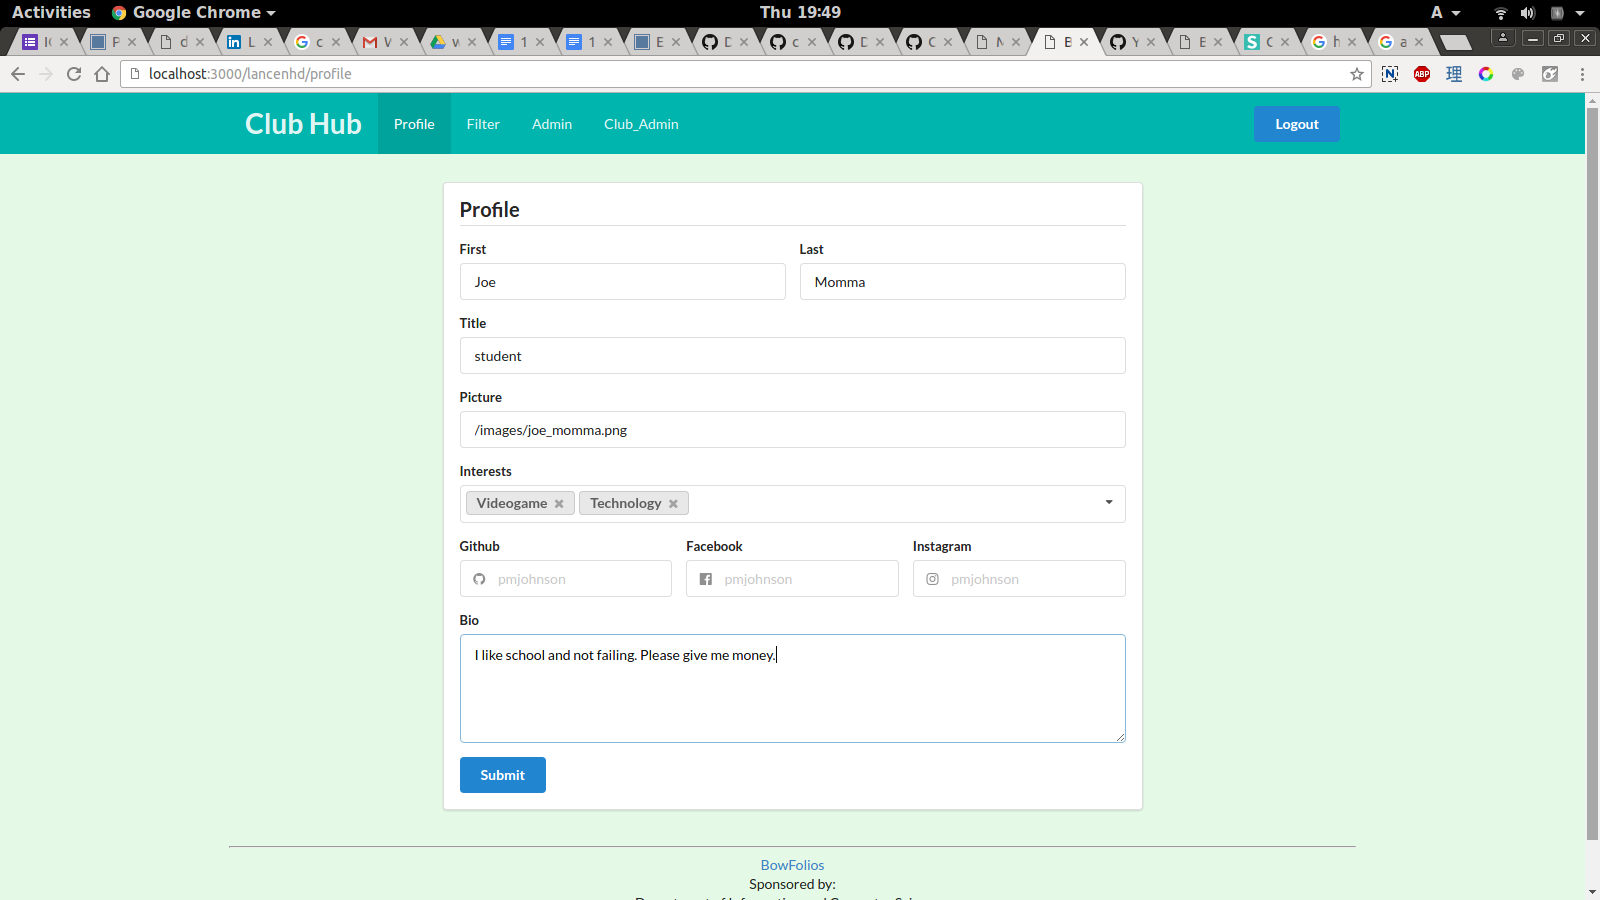 Activities Google Chrome Thu 19:49 A
I P d L c M V w 1 1 E D c D C M B Y E C h a
localhost:3000/lancenhd/profile ABP 理
Club Hub Profile Filter Admin Club_Admin Logout
Profile
First Last
Joe Momma
Title
student
Picture
/images/joe_momma.png
Interests
Videogame Technology
Github Facebook Instagram
pmjohnson pmjohnson pmjohnson
Bio
I like school and not failing. Please give me money.
Submit
BowFolios
Sponsored by: